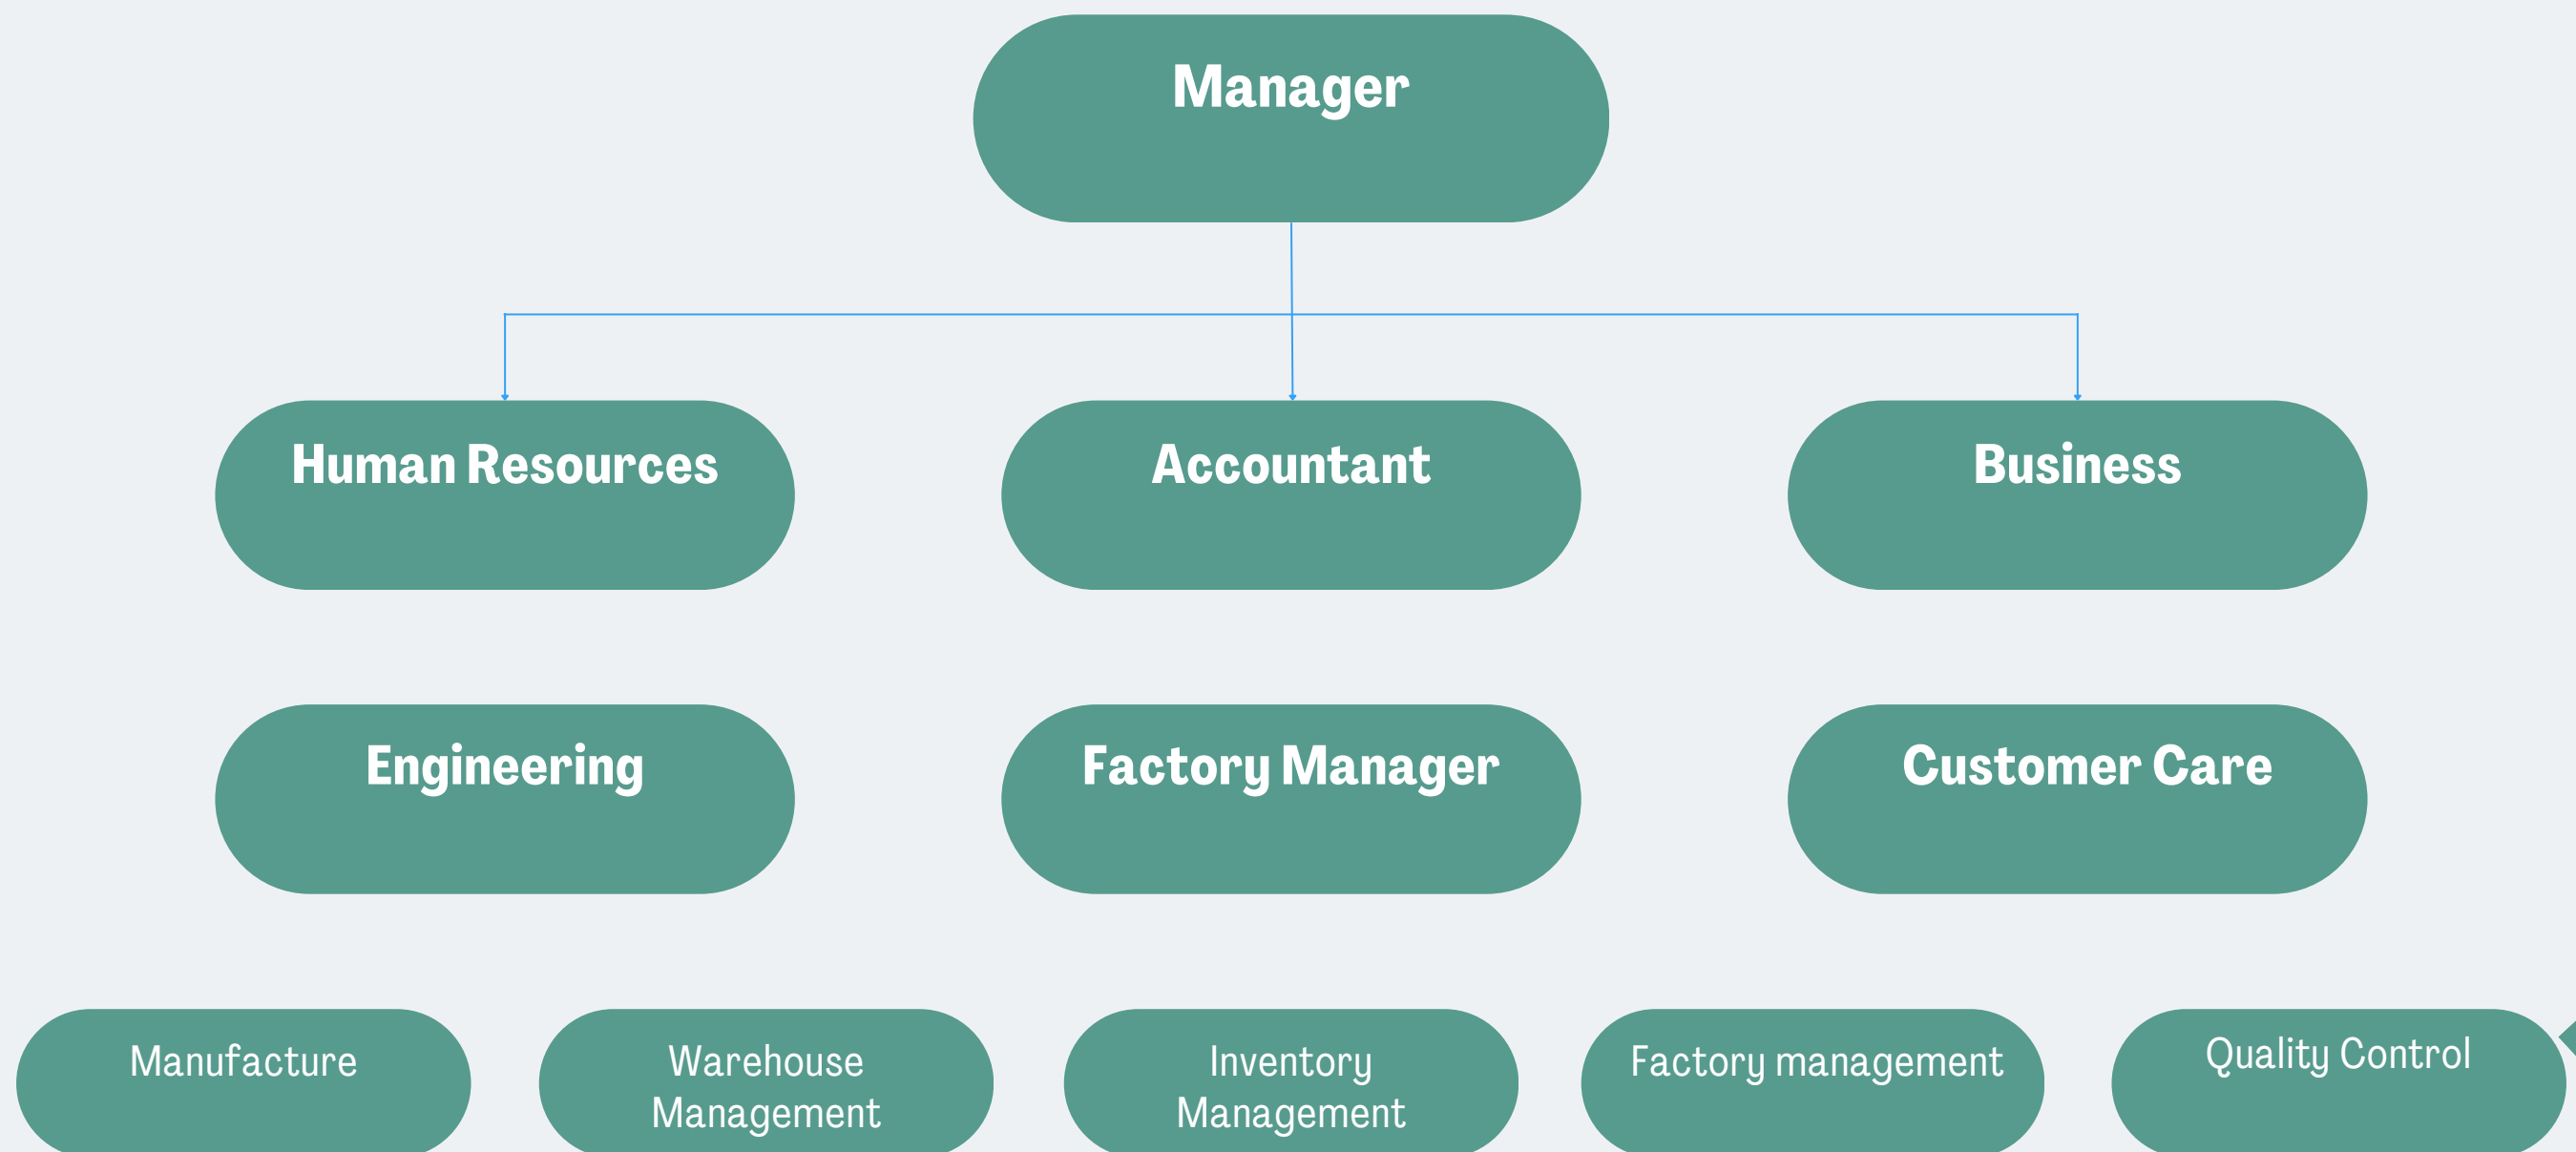 Manager
Human Resources
Accountant
Business
Engineering
Factory Manager
Customer Care
Manufacture
Warehouse
Management
Inventory
Management
Factory management
Quality Control